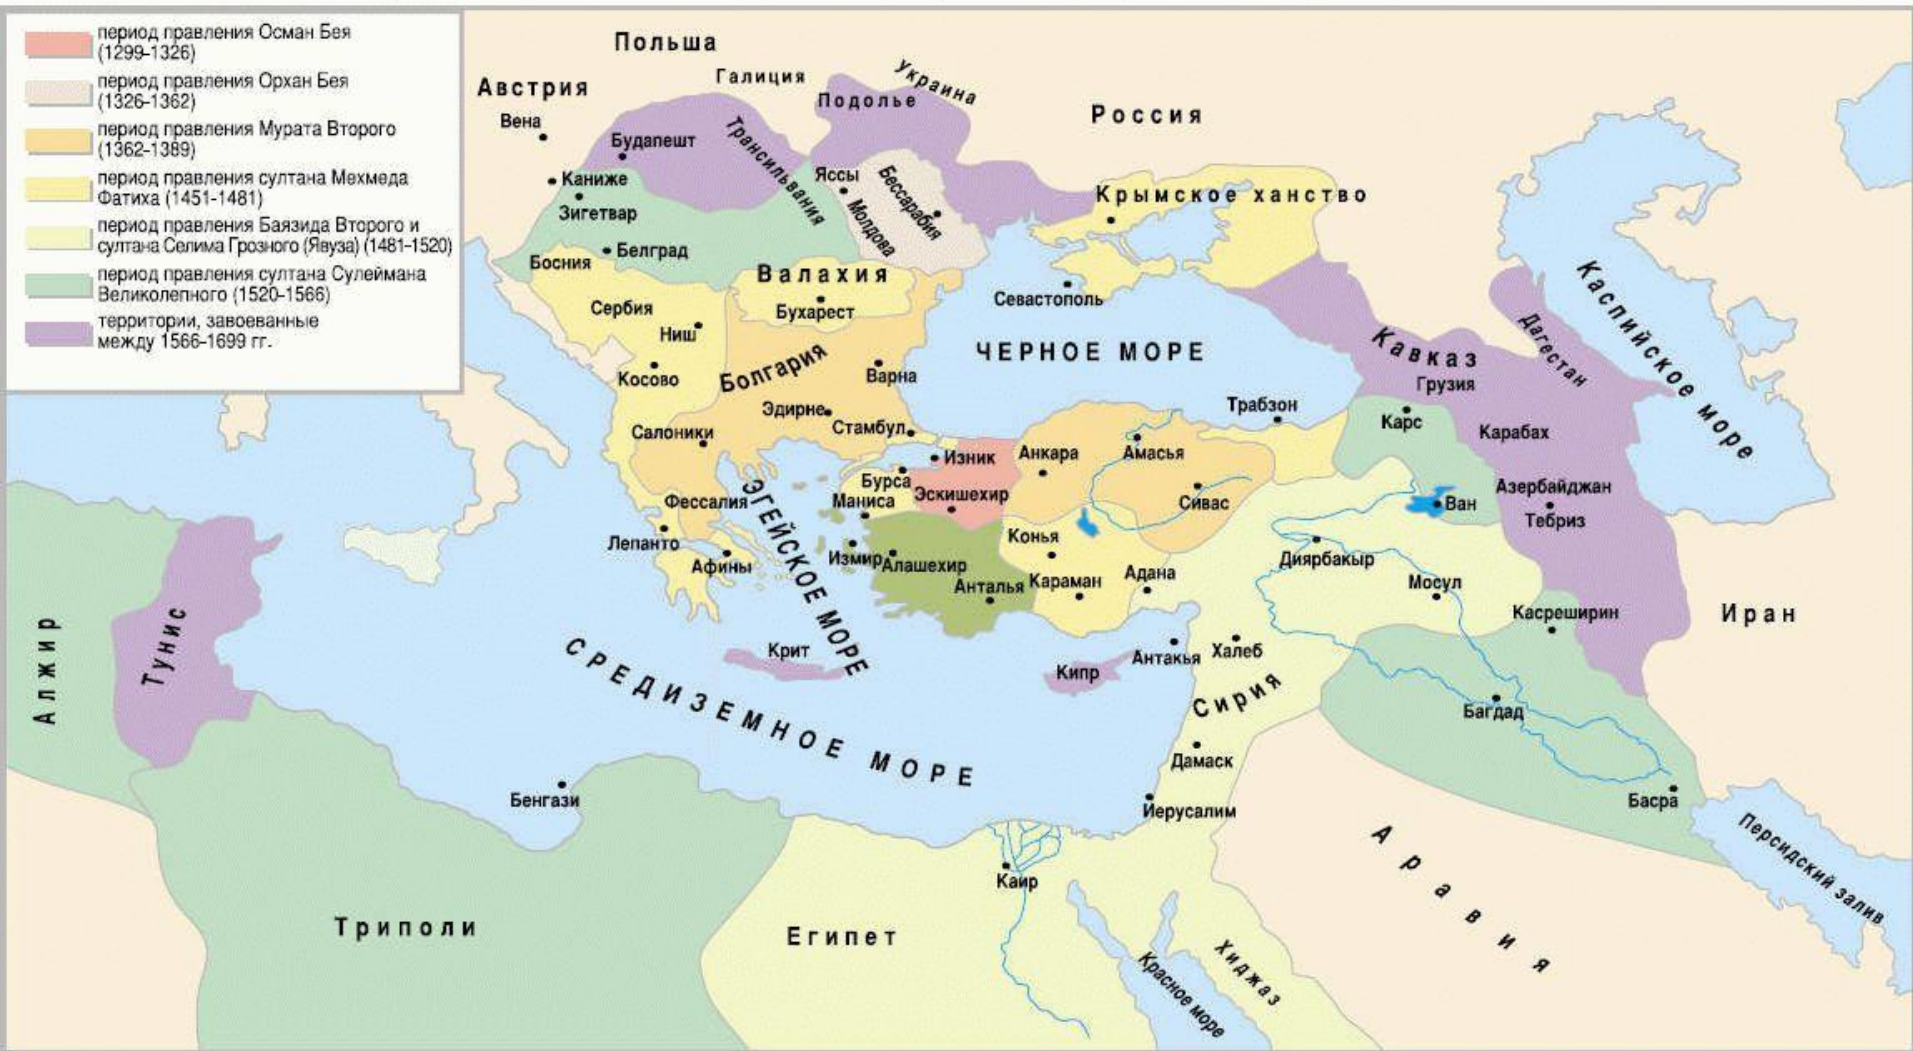 период правления Осман Бея
(1299-1326)
период правления Орхан Бея
(1326-1362)
период правления Мурата Второго
(1362-1389)
период правления султана Мехмеда
Фатиха (1451-1481)
период правления Баязида Второго и
султана Селима Грозного (Явуза) (1481-1520)
период правления султана Сулеймана
Великолепного (1520-1566)
территории, завоеванные
между 1566-1699 гг.
Польша
Австрия
Галиция
Украина
Подолье
Россия
Вена
Будапешт
Трансильвания
Каниже
Зигетвар
Яссы
Молдова
Бессарабия
Крымское ханство
Белград
Босния
Валахия
Бухарест
Севастополь
Сербия
Ниш
Косово
Болгария
Варна
ЧЕРНОЕ МОРЕ
Кавказ
Грузия
Дагестан
Каспийское море
Эдирне
Стамбул
Салоники
Трабзон
Карс
Карабах
Изник
Анкара
Амасья
Бурса
Маниса
Эскишехир
Сивас
Ван
Азербайджан
Тебриз
Фессалия
ЭГЕЙСКОЕ МОРЕ
Лепанто
Афины
Измир
Алашехир
Анталья
Конья
Караман
Адана
Диярбакыр
Мосул
Касреширин
Иран
Алжир
Тунис
Крит
Кипр
Антакья
Халеб
Сирия
СРЕДИЗЕМНОЕ МОРЕ
Багдад
Дамаск
Иерусалим
Басра
Бенгази
Персидский залив
Аравия
Каир
Триполи
Египет
Красное море
Хиджаз